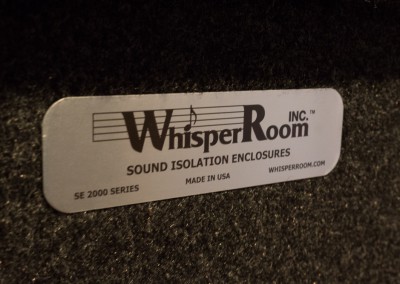 WhisperRoom INC.™
SOUND ISOLATION ENCLOSURES
SE 2000 SERIES MADE IN USA WHISPERROOM.COM